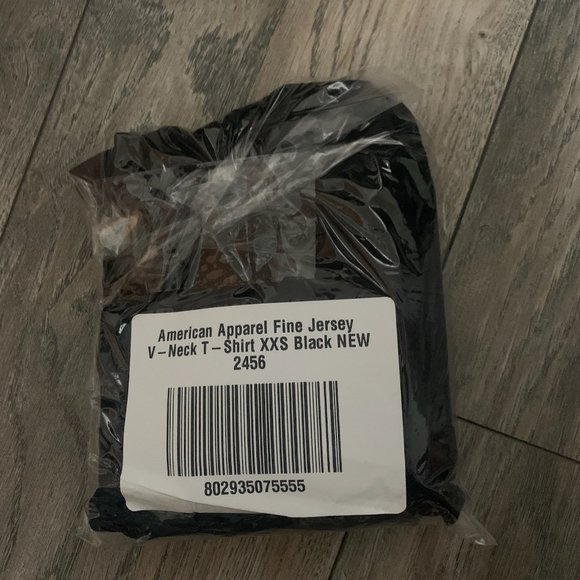 American Apparel Fine Jersey
V-Neck T-Shirt XXS Black NEW
2456
802935075555